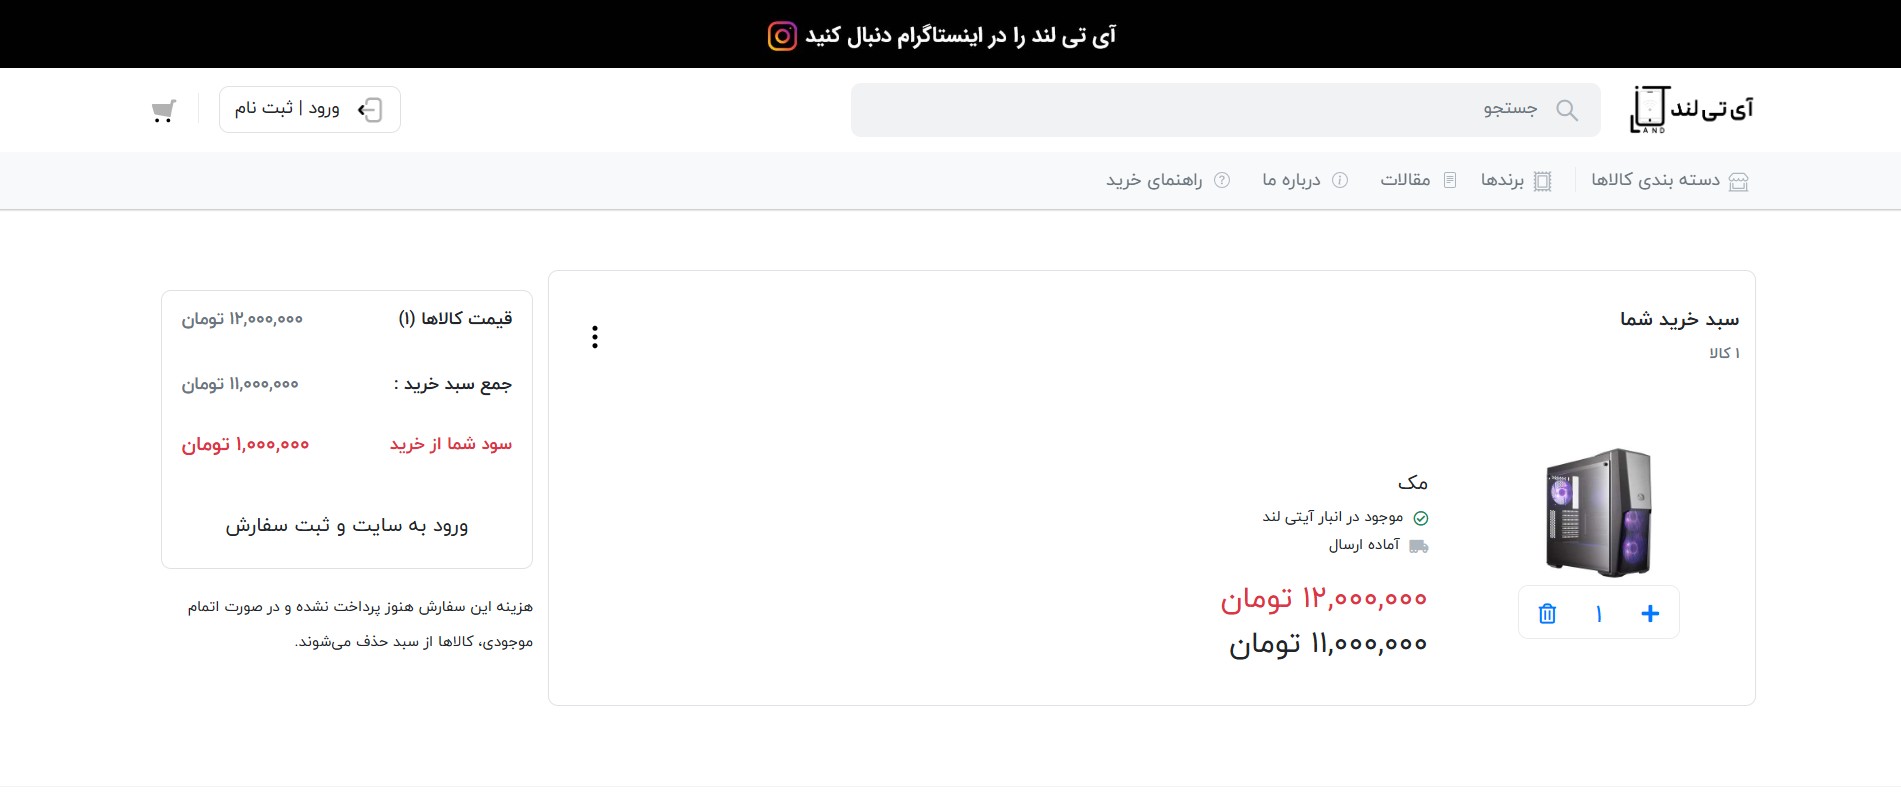 آی تی لند را در اینستاگرام دنبال کنید
آی تی لند
LAND
جستجو
ورود | ثبت نام
دسته بندی کالاها
برندها
مقالات
درباره ما
راهنمای خرید
سبد خرید شما
۱ کالا
مک
موجود در انبار آیتی لند
آماده ارسال
۱۲,۰۰۰,۰۰۰ تومان
۱۱,۰۰۰,۰۰۰ تومان
۱
قیمت کالاها (۱) ۱۲,۰۰۰,۰۰۰ تومان
جمع سبد خرید : ۱۱,۰۰۰,۰۰۰ تومان
سود شما از خرید ۱,۰۰۰,۰۰۰ تومان
ورود به سایت و ثبت سفارش
هزینه این سفارش هنوز پرداخت نشده و در صورت اتمام
موجودی، کالاها از سبد حذف می‌شوند.